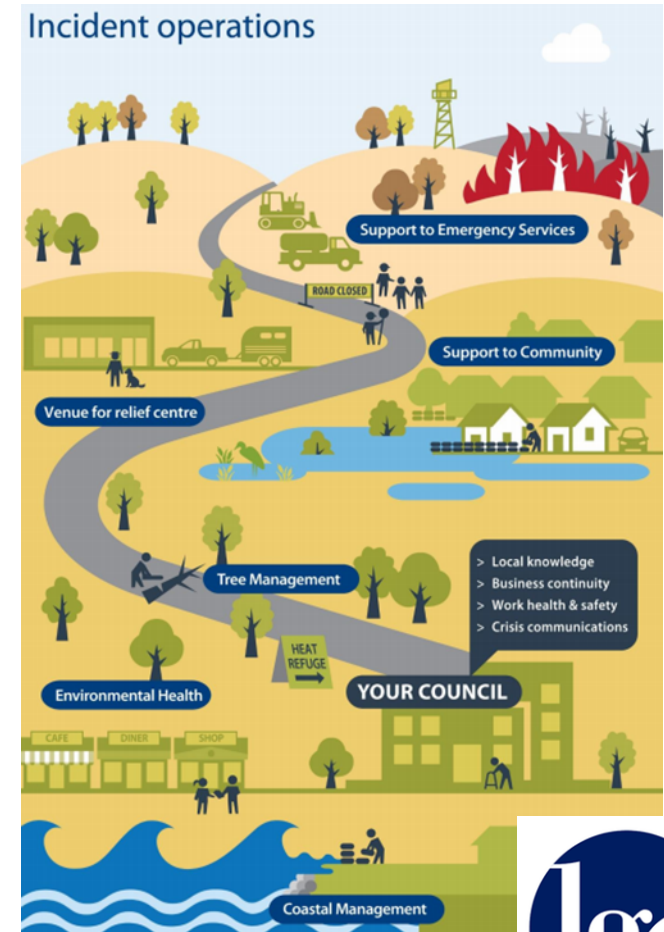 Incident operations
Support to Emergency Services
ROAD CLOSED
Support to Community
Venue for relief centre
> Local knowledge
> Business continuity
> Work health & safety
> Crisis communications
Tree Management
HEAT
REFUGE
YOUR COUNCIL
Environmental Health
CAFE
DINER
SHOP
Coastal Management